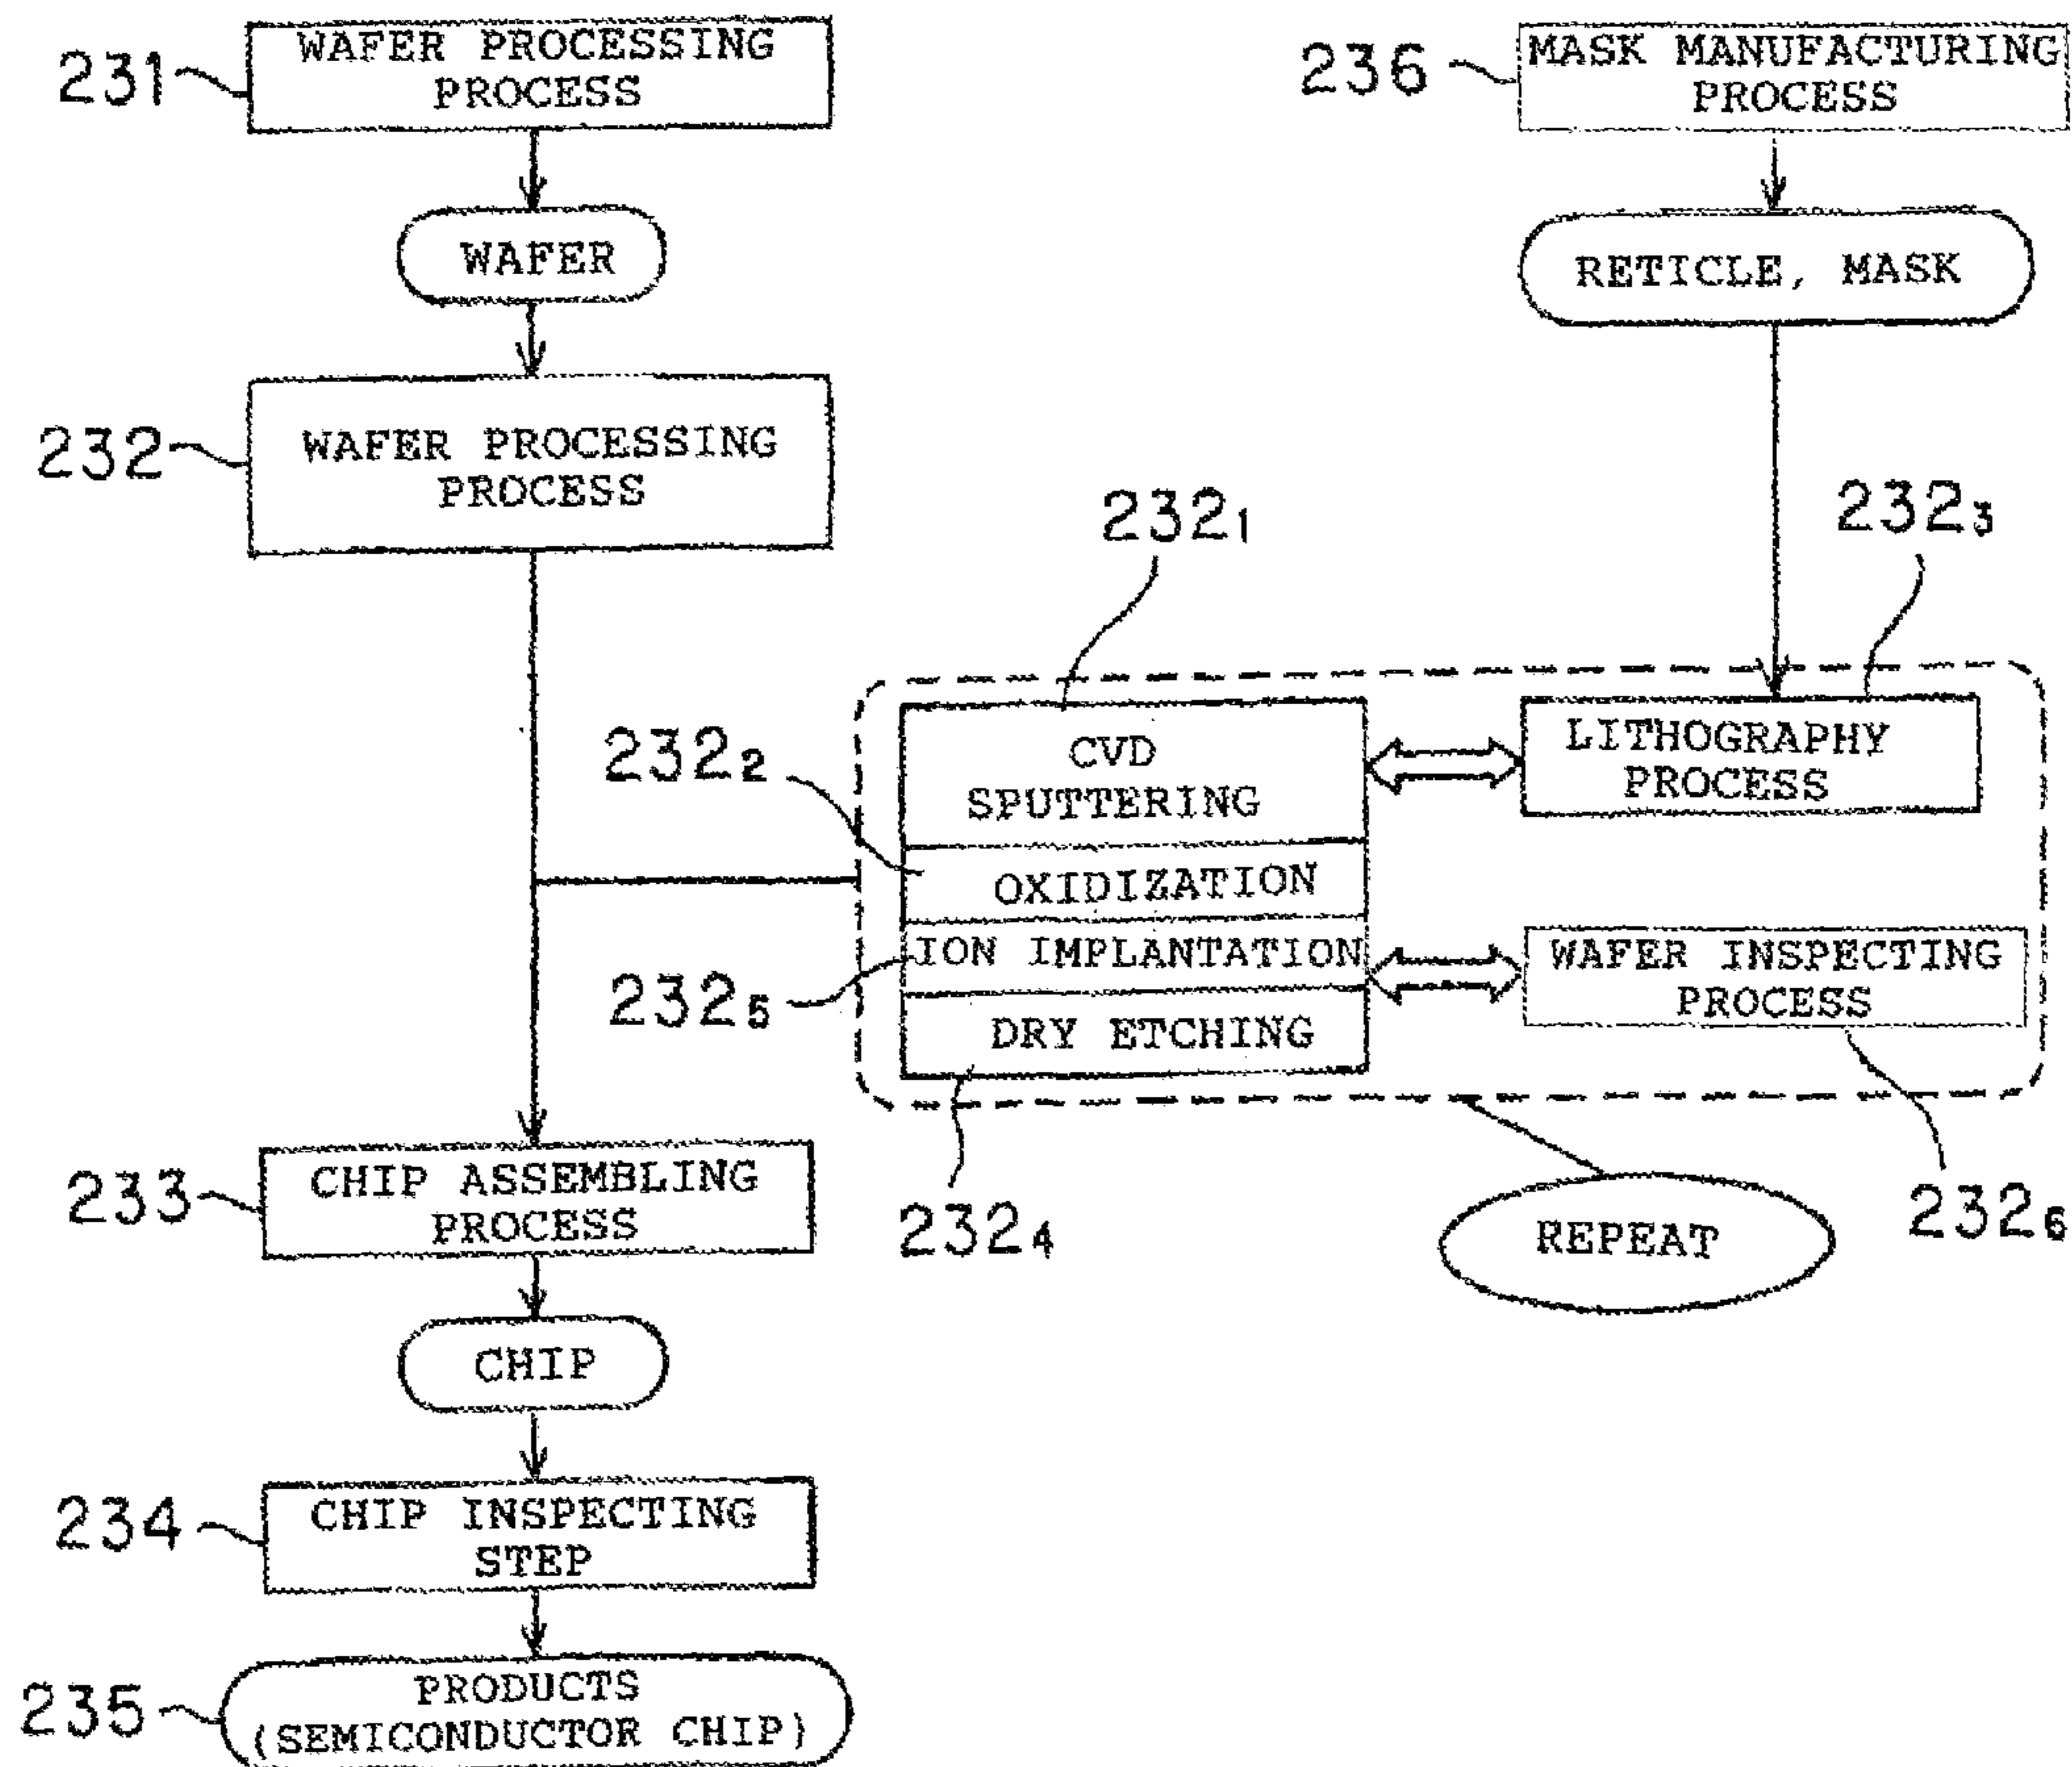 231
WAFER PROCESSING
PROCESS
WAFER
232
WAFER PROCESSING
PROCESS
236
MASK MANUFACTURING
PROCESS
RETICLE, MASK
232₁
232₃
232₂
CVD
SPUTTERING
LITHOGRAPHY
PROCESS
OXIDIZATION
232₅
ION IMPLANTATION
WAFER INSPECTING
PROCESS
DRY ETCHING
232₄
232₆
REPEAT
233
CHIP ASSEMBLING
PROCESS
CHIP
234
CHIP INSPECTING
STEP
235
PRODUCTS
(SEMICONDUCTOR CHIP)